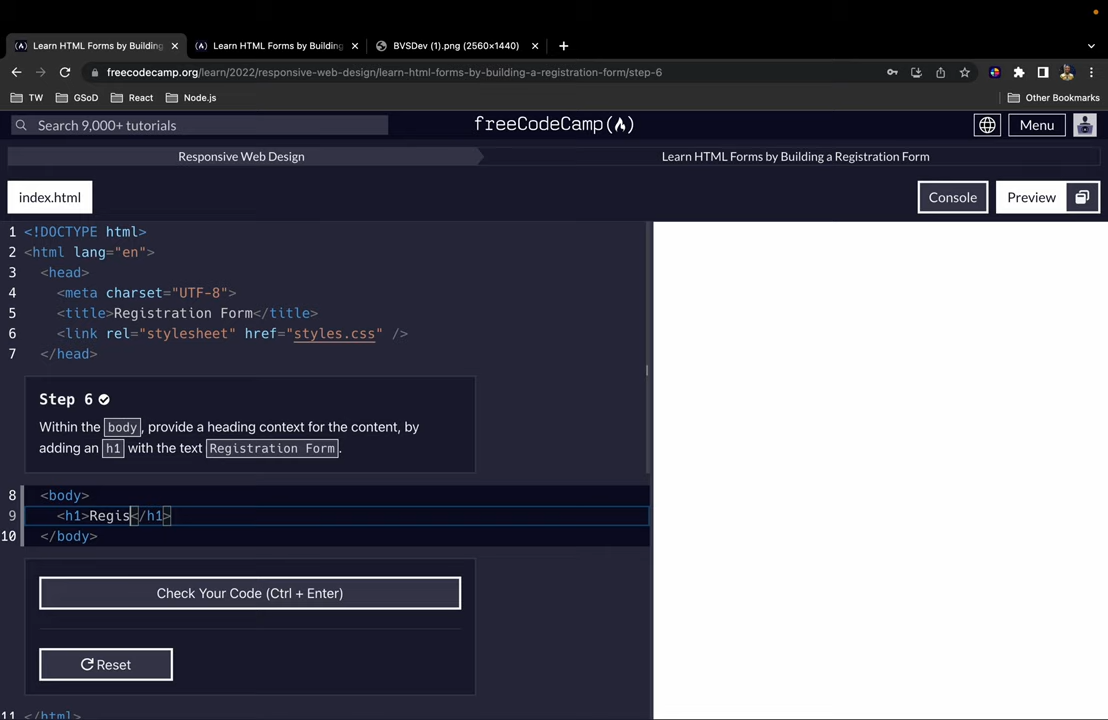 Learn HTML Forms by Building
Learn HTML Forms by Building
BVSDev (1).png (2560×1440)
freecodecamp.org/learn/2022/responsive-web-design/learn-html-forms-by-building-a-registration-form/step-6
TW
GSoD
React
Node.js
Other Bookmarks
Search 9,000+ tutorials
freeCodeCamp
Menu
Responsive Web Design
Learn HTML Forms by Building a Registration Form
index.html
Console
Preview
1 <!DOCTYPE html>
2 <html lang="en">
3 <head>
4 <meta charset="UTF-8">
5 <title>Registration Form</title>
6 <link rel="stylesheet" href="styles.css" />
7 </head>
Step 6
Within the body, provide a heading context for the content, by
adding an h1 with the text Registration Form.
8 <body>
9 <h1>Regis</h1>
10 </body>
Check Your Code (Ctrl + Enter)
Reset
11 </html>